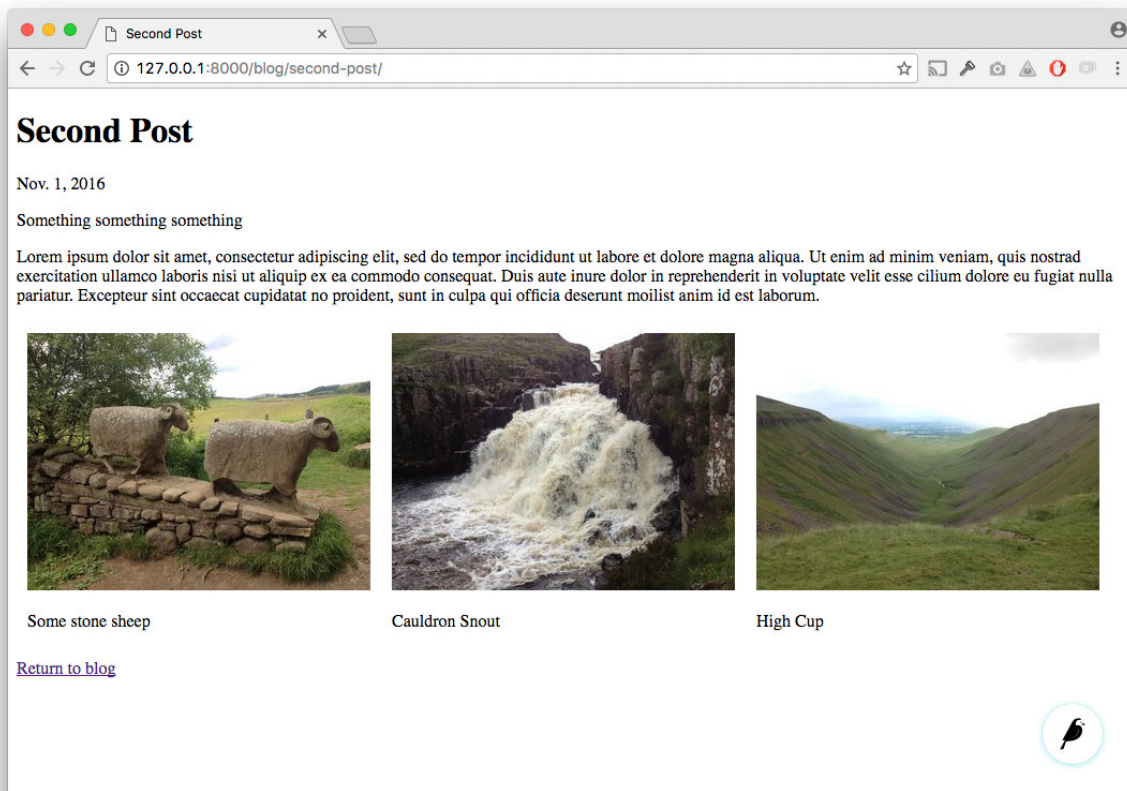 Second Post
127.0.0.1:8000/blog/second-post/
Second Post
Nov. 1, 2016
Something something something
Lorem ipsum dolor sit amet, consectetur adipiscing elit, sed do tempor incididunt ut labore et dolore magna aliqua. Ut enim ad minim veniam, quis nostrad
exercitation ullamco laboris nisi ut aliquip ex ea commodo consequat. Duis aute inure dolor in reprehenderit in voluptate velit esse cilium dolore eu fugiat nulla
pariatur. Excepteur sint occaecat cupidatat no proident, sunt in culpa qui officia deserunt moilist anim id est laborum.
Some stone sheep
Cauldron Snout
High Cup
Return to blog